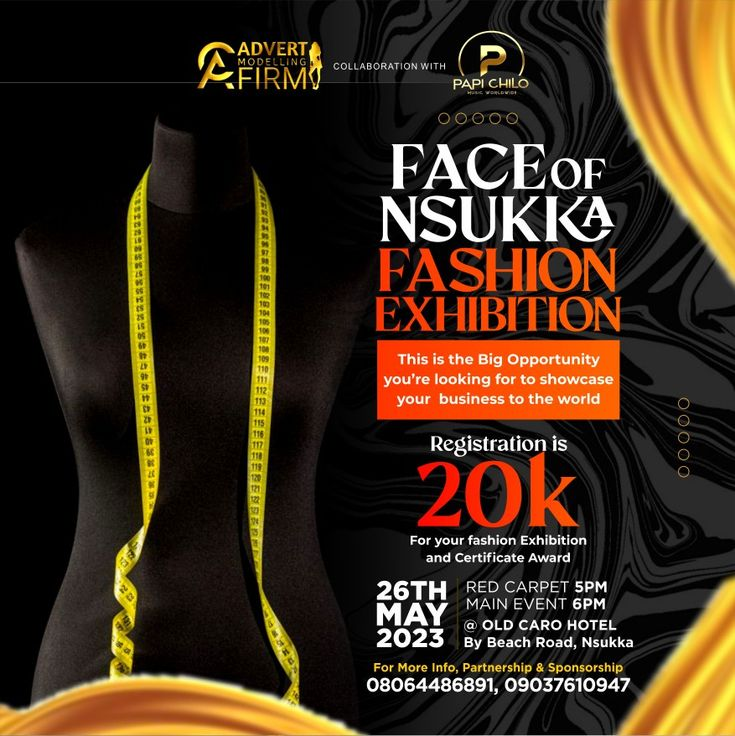 ADVERT
MODELLING
FIRM
COLLABORATION WITH
P
PAPI CHILO
MUSIC WORLDWIDE
FACE OF
NSUKKA
FASHION
EXHIBITION
This is the Big Opportunity
you're looking for to showcase
your business to the world
Registration is
20k
For your fashion Exhibition
and Certificate Award
26TH
MAY
2023
RED CARPET 5PM
MAIN EVENT 6PM
@ OLD CARO HOTEL
By Beach Road, Nsukka
For More Info, Partnership & Sponsorship
08064486891, 09037610947